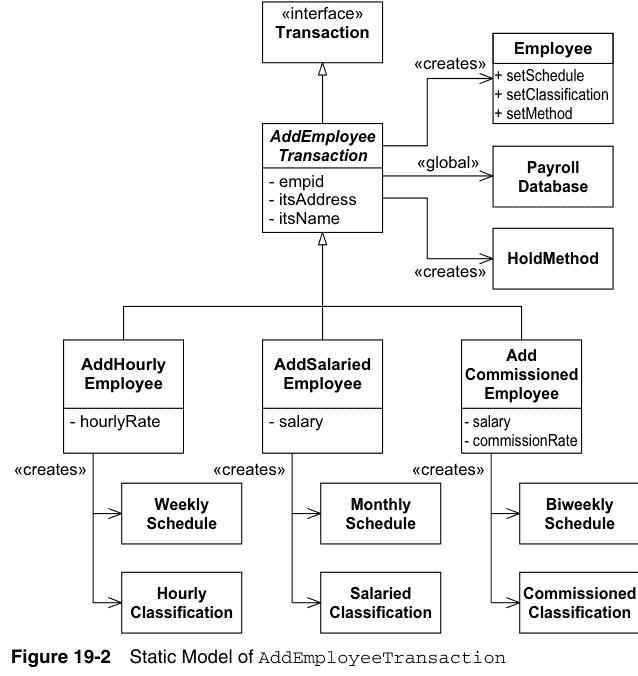 «interface»
Transaction
Employee
«creates»
+ setSchedule
+ setClassification
+ setMethod
AddEmployee
Transaction
- empid
- itsAddress
- itsName
«global»
Payroll
Database
HoldMethod
«creates»
AddHourly
Employee
- hourlyRate
AddSalaried
Employee
- salary
Add
Commissioned
Employee
- salary
- commissionRate
«creates»
«creates»
«creates»
Weekly
Schedule
Monthly
Schedule
Biweekly
Schedule
Hourly
Classification
Salaried
Classification
Commissioned
Classification
Figure 19-2 Static Model of AddEmployeeTransaction